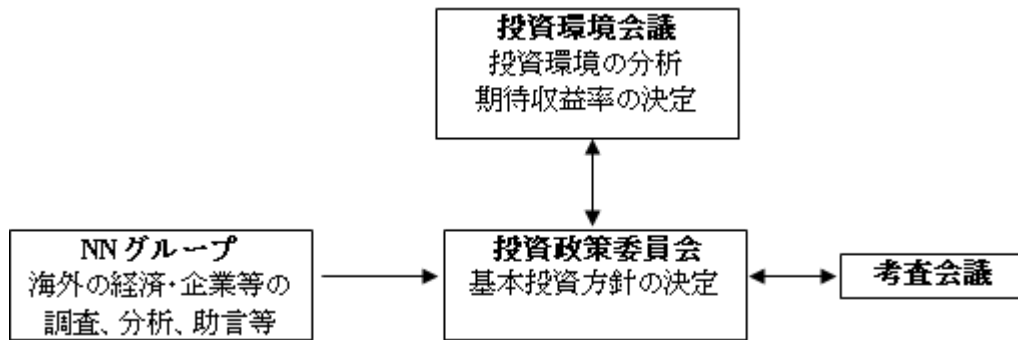 投資環境会議
投資環境の分析
期待収益率の決定
NNグループ
海外の経済･企業等の
調査、分析、助言等
投資政策委員会
基本投資方針の決定
考査会議